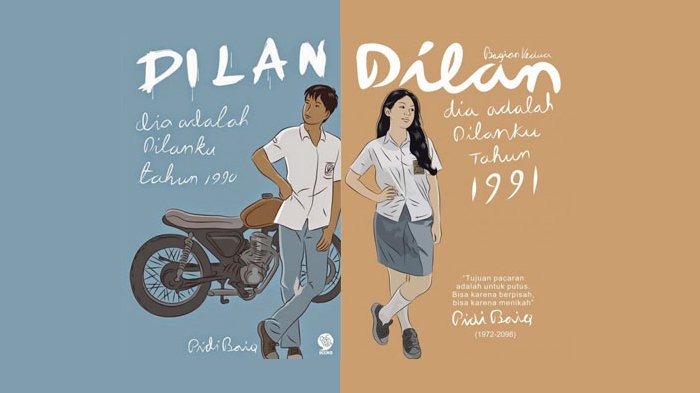 DILAN
dia adalah
Dilanku
tahun 1990
Pidi Baiq
Bagian Kedua
Dilan
dia adalah
Dilanku
Tahun
1991
"Tujuan pacaran
adalah untuk putus.
Bisa karena berpisah,
bisa karena menikah"
Pidi Baiq
(1972-2098)